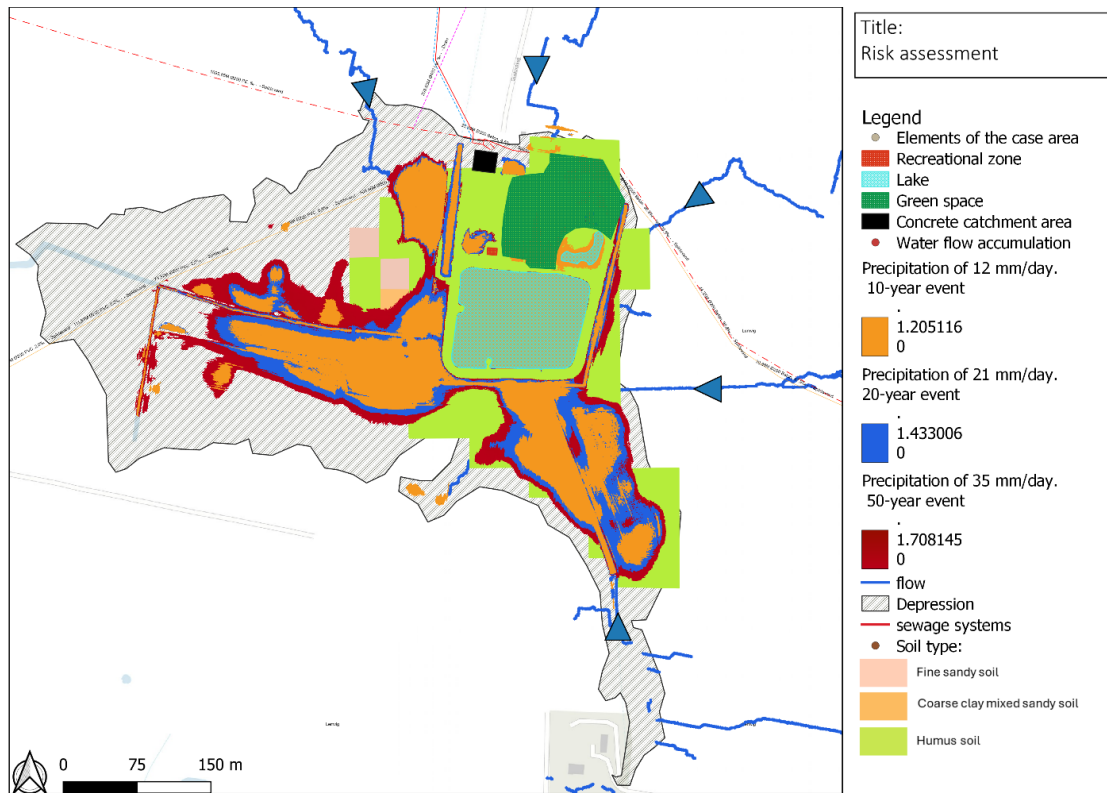 Title:
Risk assessment
Legend
Elements of the case area
Recreational zone
Lake
Green space
Concrete catchment area
Water flow accumulation
Precipitation of 12 mm/day.
10-year event
.
1.205116
0
Precipitation of 21 mm/day.
20-year event
.
1.433006
0
Precipitation of 35 mm/day.
50-year event
.
1.708145
0
flow
Depression
sewage systems
Soil type:
Fine sandy soil
Coarse clay mixed sandy soil
Humus soil
Lemvig
Lemvig
0 75 150 m